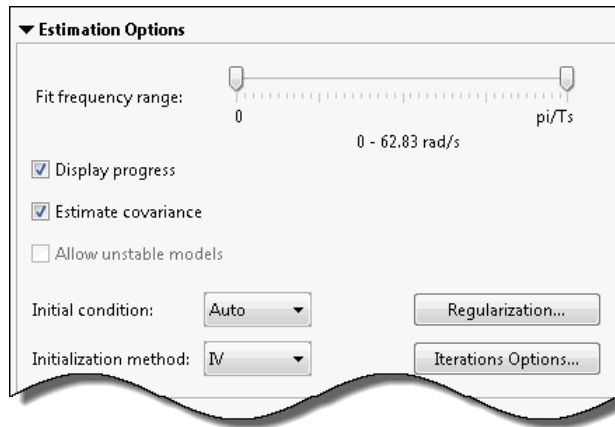 Estimation Options
Fit frequency range:
0 pi/Ts
0 - 62.83 rad/s
Display progress
Estimate covariance
Allow unstable models
Initial condition: Auto Regularization...
Initialization method: IV Iterations Options...